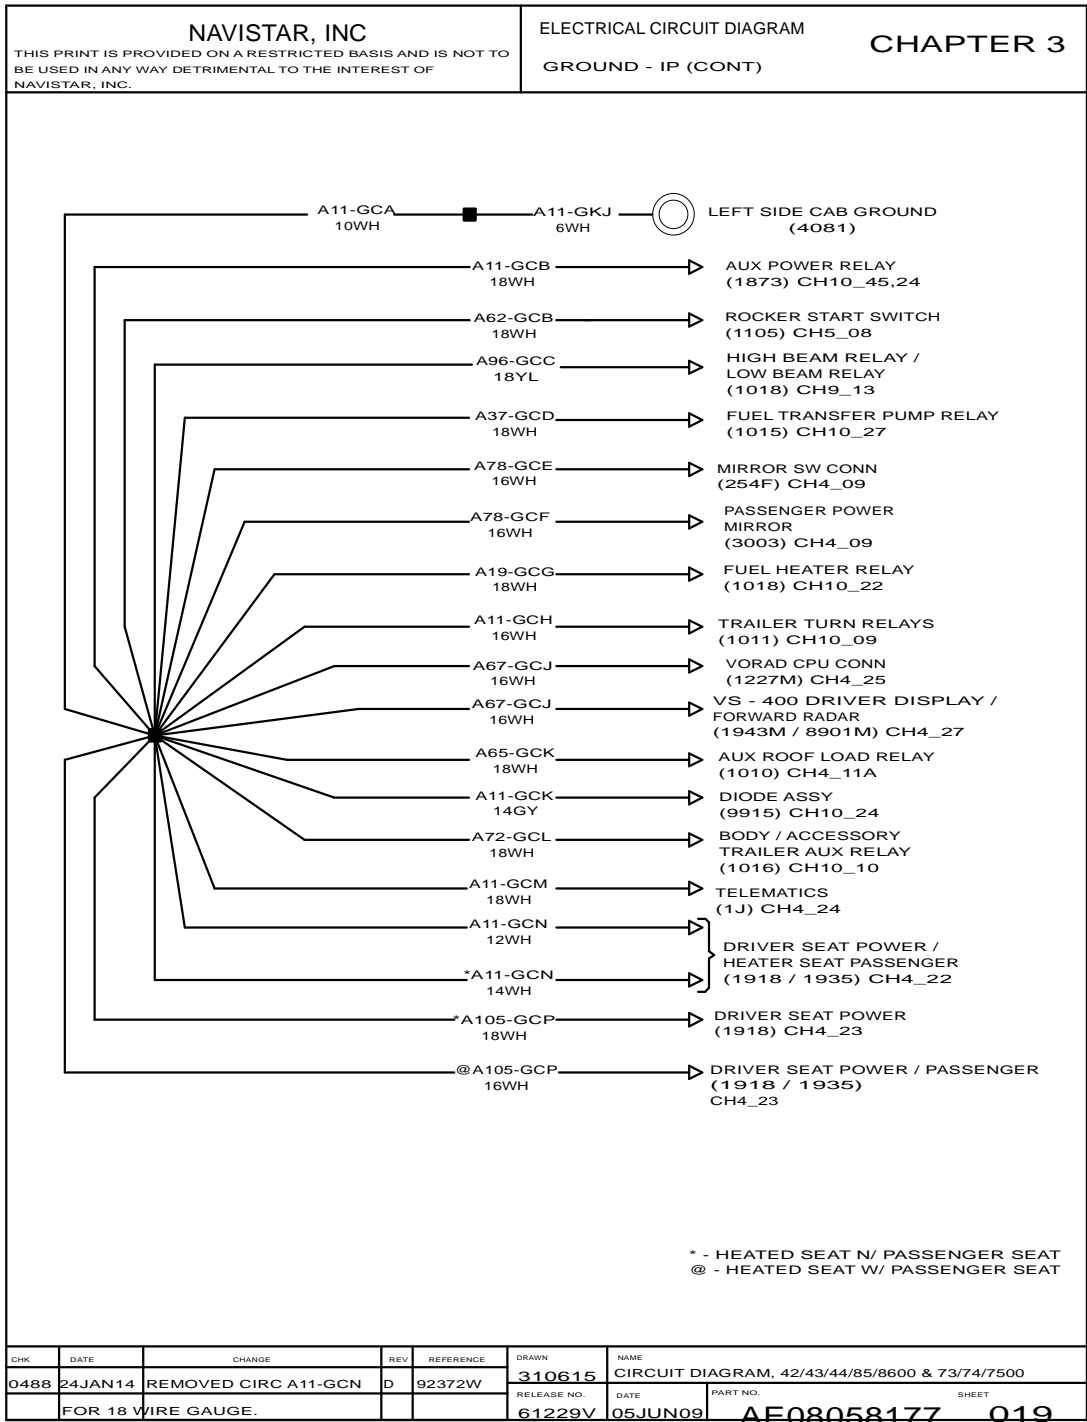 NAVISTAR, INC
THIS PRINT IS PROVIDED ON A RESTRICTED BASIS AND IS NOT TO
BE USED IN ANY WAY DETRIMENTAL TO THE INTEREST OF
NAVISTAR, INC.
ELECTRICAL CIRCUIT DIAGRAM
GROUND - IP (CONT)
CHAPTER 3
A11-GCA
10WH
A11-GKJ
6WH
LEFT SIDE CAB GROUND
(4081)
A11-GCB
18WH
AUX POWER RELAY
(1873) CH10_45,24
A62-GCB
18WH
ROCKER START SWITCH
(1105) CH5_08
A96-GCC
18YL
HIGH BEAM RELAY /
LOW BEAM RELAY
(1018) CH9_13
A37-GCD
18WH
FUEL TRANSFER PUMP RELAY
(1015) CH10_27
A78-GCE
16WH
MIRROR SW CONN
(254F) CH4_09
A78-GCF
16WH
PASSENGER POWER
MIRROR
(3003) CH4_09
A19-GCG
18WH
FUEL HEATER RELAY
(1018) CH10_22
A11-GCH
16WH
TRAILER TURN RELAYS
(1011) CH10_09
A67-GCJ
16WH
VORAD CPU CONN
(1227M) CH4_25
A67-GCJ
16WH
VS - 400 DRIVER DISPLAY /
FORWARD RADAR
(1943M / 8901M) CH4_27
A65-GCK
18WH
AUX ROOF LOAD RELAY
(1010) CH4_11A
A11-GCK
14GY
DIODE ASSY
(9915) CH10_24
A72-GCL
18WH
BODY / ACCESSORY
TRAILER AUX RELAY
(1016) CH10_10
A11-GCM
18WH
TELEMATICS
(1J) CH4_24
A11-GCN
12WH
*A11-GCN
14WH
DRIVER SEAT POWER /
HEATER SEAT PASSENGER
(1918 / 1935) CH4_22
*A105-GCP
18WH
DRIVER SEAT POWER
(1918) CH4_23
@A105-GCP
16WH
DRIVER SEAT POWER / PASSENGER
(1918 / 1935)
CH4_23
* - HEATED SEAT N/ PASSENGER SEAT
@ - HEATED SEAT W/ PASSENGER SEAT
CHK DATE CHANGE REV REFERENCE
0488 24JAN14 REMOVED CIRC A11-GCN D 92372W
FOR 18 WIRE GAUGE.
DRAWN
310615
NAME
CIRCUIT DIAGRAM, 42/43/44/85/8600 & 73/74/7500
RELEASE NO.
61229V
DATE
05JUN09
PART NO.
AF08058177
SHEET
019